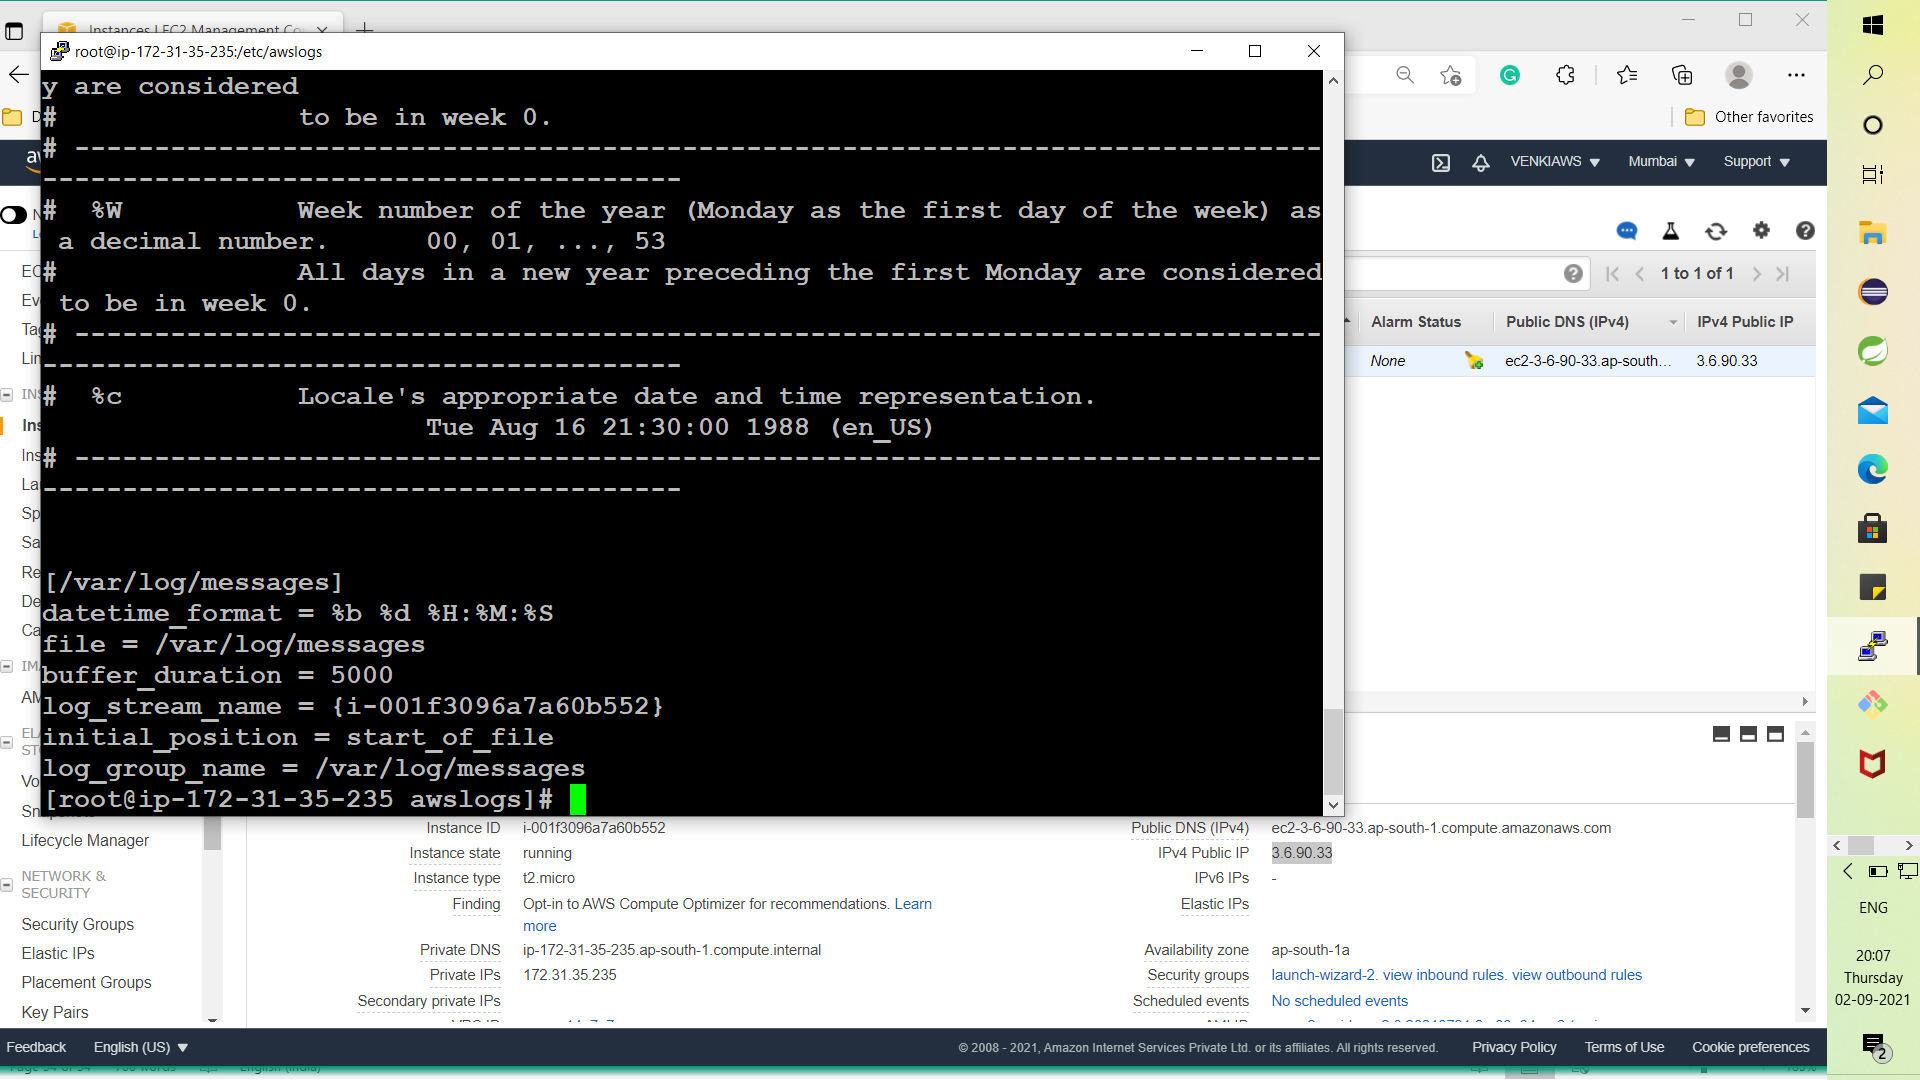 Instances | EC2 Management Co
root@ip-172-31-35-235:/etc/awslogs
y are considered
#               to be in week 0.
# ------------------------------------------------------------------------------
----------------------------------------
#  %W           Week number of the year (Monday as the first day of the week) as
 a decimal number.      00, 01, ..., 53
#               All days in a new year preceding the first Monday are considered
 to be in week 0.
# ------------------------------------------------------------------------------
----------------------------------------
#  %c           Locale's appropriate date and time representation.
                        Tue Aug 16 21:30:00 1988 (en_US)
# ------------------------------------------------------------------------------
----------------------------------------
[/var/log/messages]
datetime_format = %b %d %H:%M:%S
file = /var/log/messages
buffer_duration = 5000
log_stream_name = {i-001f3096a7a60b552}
initial_position = start_of_file
log_group_name = /var/log/messages
[root@ip-172-31-35-235 awslogs]#
Other favorites
VENKIAWS
Mumbai
Support
1 to 1 of 1
Alarm Status
Public DNS (IPv4)
IPv4 Public IP
None
ec2-3-6-90-33.ap-south...
3.6.90.33
Lifecycle Manager
NETWORK &
SECURITY
Security Groups
Elastic IPs
Placement Groups
Key Pairs
Instance ID i-001f3096a7a60b552
Instance state running
Instance type t2.micro
Finding Opt-in to AWS Compute Optimizer for recommendations. Learn
more
Private DNS ip-172-31-35-235.ap-south-1.compute.internal
Private IPs 172.31.35.235
Secondary private IPs
Public DNS (IPv4) ec2-3-6-90-33.ap-south-1.compute.amazonaws.com
IPv4 Public IP 3.6.90.33
IPv6 IPs -
Elastic IPs
Availability zone ap-south-1a
Security groups launch-wizard-2. view inbound rules. view outbound rules
Scheduled events No scheduled events
Feedback
English (US)
© 2008 - 2021, Amazon Internet Services Private Ltd. or its affiliates. All rights reserved.
Privacy Policy
Terms of Use
Cookie preferences
ENG
20:07
Thursday
02-09-2021
2